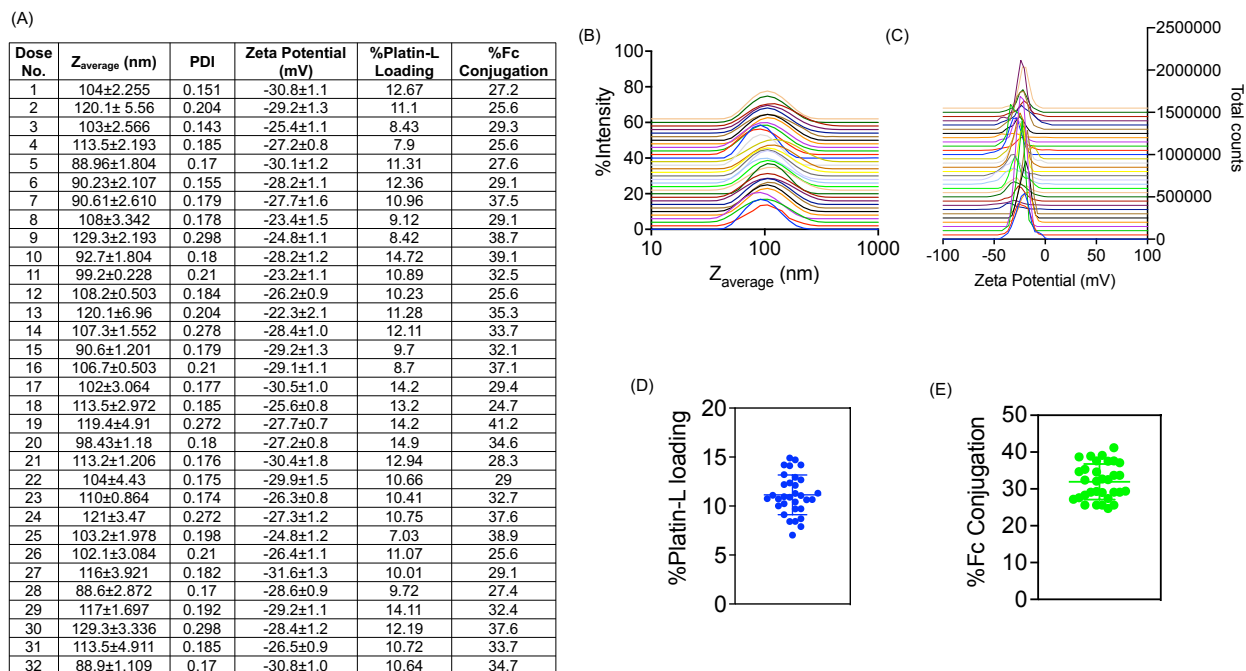 (A)
Dose No. Zaverage (nm) PDI Zeta Potential (mV) %Platin-L Loading %Fc Conjugation
1 104±2.255 0.151 -30.8±1.1 12.67 27.2
2 120.1± 5.56 0.204 -29.2±1.3 11.1 25.6
3 103±2.566 0.143 -25.4±1.1 8.43 29.3
4 113.5±2.193 0.185 -27.2±0.8 7.9 25.6
5 88.96±1.804 0.17 -30.1±1.2 11.31 27.6
6 90.23±2.107 0.155 -28.2±1.1 12.36 29.1
7 90.61±2.610 0.179 -27.7±1.6 10.96 37.5
8 108±3.342 0.178 -23.4±1.5 9.12 29.1
9 129.3±2.193 0.298 -24.8±1.1 8.42 38.7
10 92.7±1.804 0.18 -28.2±1.2 14.72 39.1
11 99.2±0.228 0.21 -23.2±1.1 10.89 32.5
12 108.2±0.503 0.184 -26.2±0.9 10.23 25.6
13 120.1±6.96 0.204 -22.3±2.1 11.28 35.3
14 107.3±1.552 0.278 -28.4±1.0 12.11 33.7
15 90.6±1.201 0.179 -29.2±1.3 9.7 32.1
16 106.7±0.503 0.21 -29.1±1.1 8.7 37.1
17 102±3.064 0.177 -30.5±1.0 14.2 29.4
18 113.5±2.972 0.185 -25.6±0.8 13.2 24.7
19 119.4±4.91 0.272 -27.7±0.7 14.2 41.2
20 98.43±1.18 0.18 -27.2±0.8 14.9 34.6
21 113.2±1.206 0.176 -30.4±1.8 12.94 28.3
22 104±4.43 0.175 -29.9±1.5 10.66 29
23 110±0.864 0.174 -26.3±0.8 10.41 32.7
24 121±3.47 0.272 -27.3±1.2 10.75 37.6
25 103.2±1.978 0.198 -24.8±1.2 7.03 38.9
26 102.1±3.084 0.21 -26.4±1.1 11.07 25.6
27 116±3.921 0.182 -31.6±1.3 10.01 29.1
28 88.6±2.872 0.17 -28.6±0.9 9.72 27.4
29 117±1.697 0.192 -29.2±1.1 14.11 32.4
30 129.3±3.336 0.298 -28.4±1.2 12.19 37.6
31 113.5±4.911 0.185 -26.5±0.9 10.72 33.7
32 88.9±1.109 0.17 -30.8±1.0 10.64 34.7
(B)
%Intensity
100
80
60
40
20
0
10 100 1000
Zaverage (nm)
(C)
2500000
2000000
1500000
1000000
500000
0
Total counts
-100 -50 0 50 100
Zeta Potential (mV)
(D)
%Platin-L loading
20
15
10
5
0
(E)
%Fc Conjugation
50
40
30
20
10
0